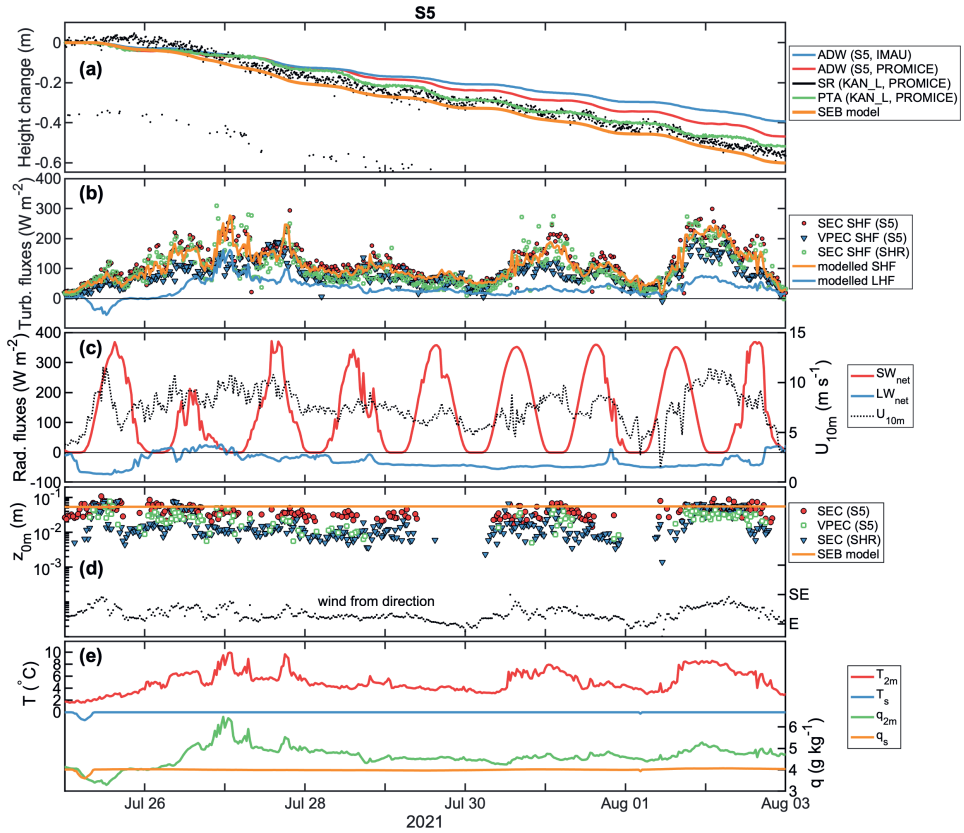 S5
Height change (m)
0
-0.2
-0.4
-0.6
(a)
ADW (S5, IMAU)
ADW (S5, PROMICE)
SR (KAN_L, PROMICE)
PTA (KAN_L, PROMICE)
SEB model
Turb. fluxes (W m-2)
400
300
200
100
0
(b)
SEC SHF (S5)
VPEC SHF (S5)
SEC SHF (SHR)
modelled SHF
modelled LHF
Rad. fluxes (W m-2)
400
300
200
100
0
-100
(c)
15
10
5
0
U10m (m s-1)
SWnet
LWnet
U10m
z0m (m)
10-1
10-2
10-3
(d)
wind from direction
SE
E
SEC (S5)
VPEC (S5)
SEC (SHR)
SEB model
T (°C)
10
8
6
4
2
0
(e)
6
5
4
3
q (g kg-1)
T2m
Ts
q2m
qs
Jul 26
Jul 28
Jul 30
Aug 01
Aug 03
2021